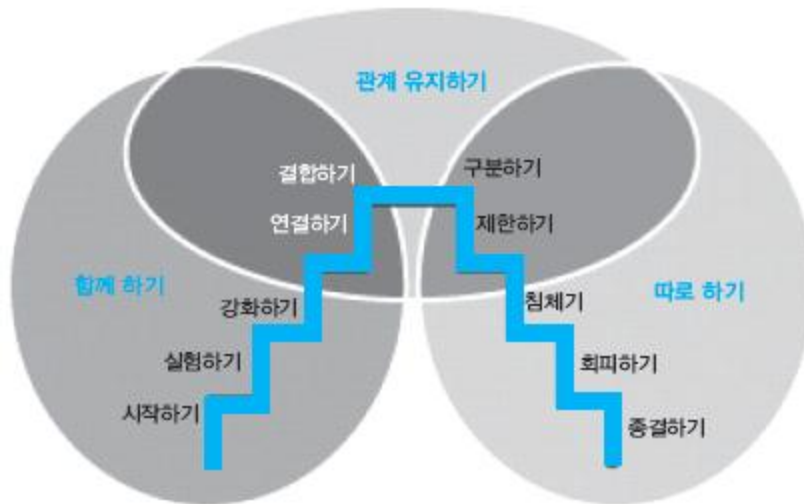 관계 유지하기
결합하기
구분하기
연결하기
제한하기
함께 하기
따로 하기
강화하기
침체기
실험하기
회피하기
시작하기
종결하기